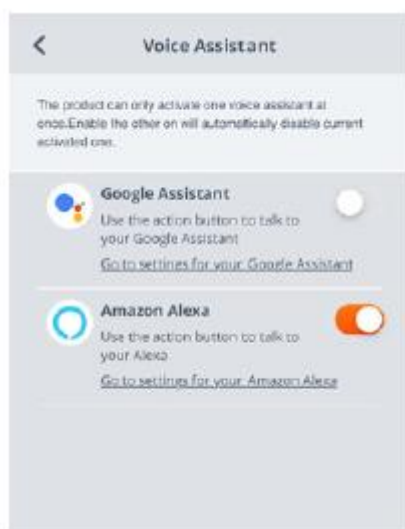 Voice Assistant
The product can only activate one voice assistant at
once.Enable the other on will automatically disable current
activated one.
Google Assistant
Use the action button to talk to
your Google Assistant
Go to settings for your Google Assistant
Amazon Alexa
Use the action button to talk to
your Alexa
Go to settings for your Amazon Alexa